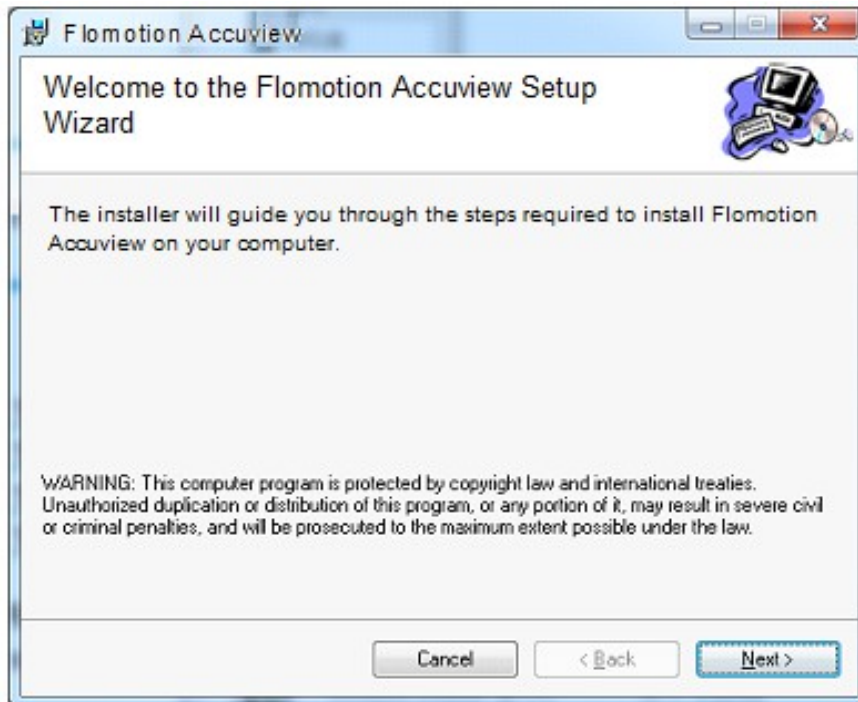 Flomotion Accuview
Welcome to the Flomotion Accuview Setup
Wizard
The installer will guide you through the steps required to install Flomotion
Accuview on your computer.
WARNING: This computer program is protected by copyright law and international treaties.
Unauthorized duplication or distribution of this program, or any portion of it, may result in severe civil
or criminal penalties, and will be prosecuted to the maximum extent possible under the law.
Cancel < Back Next >